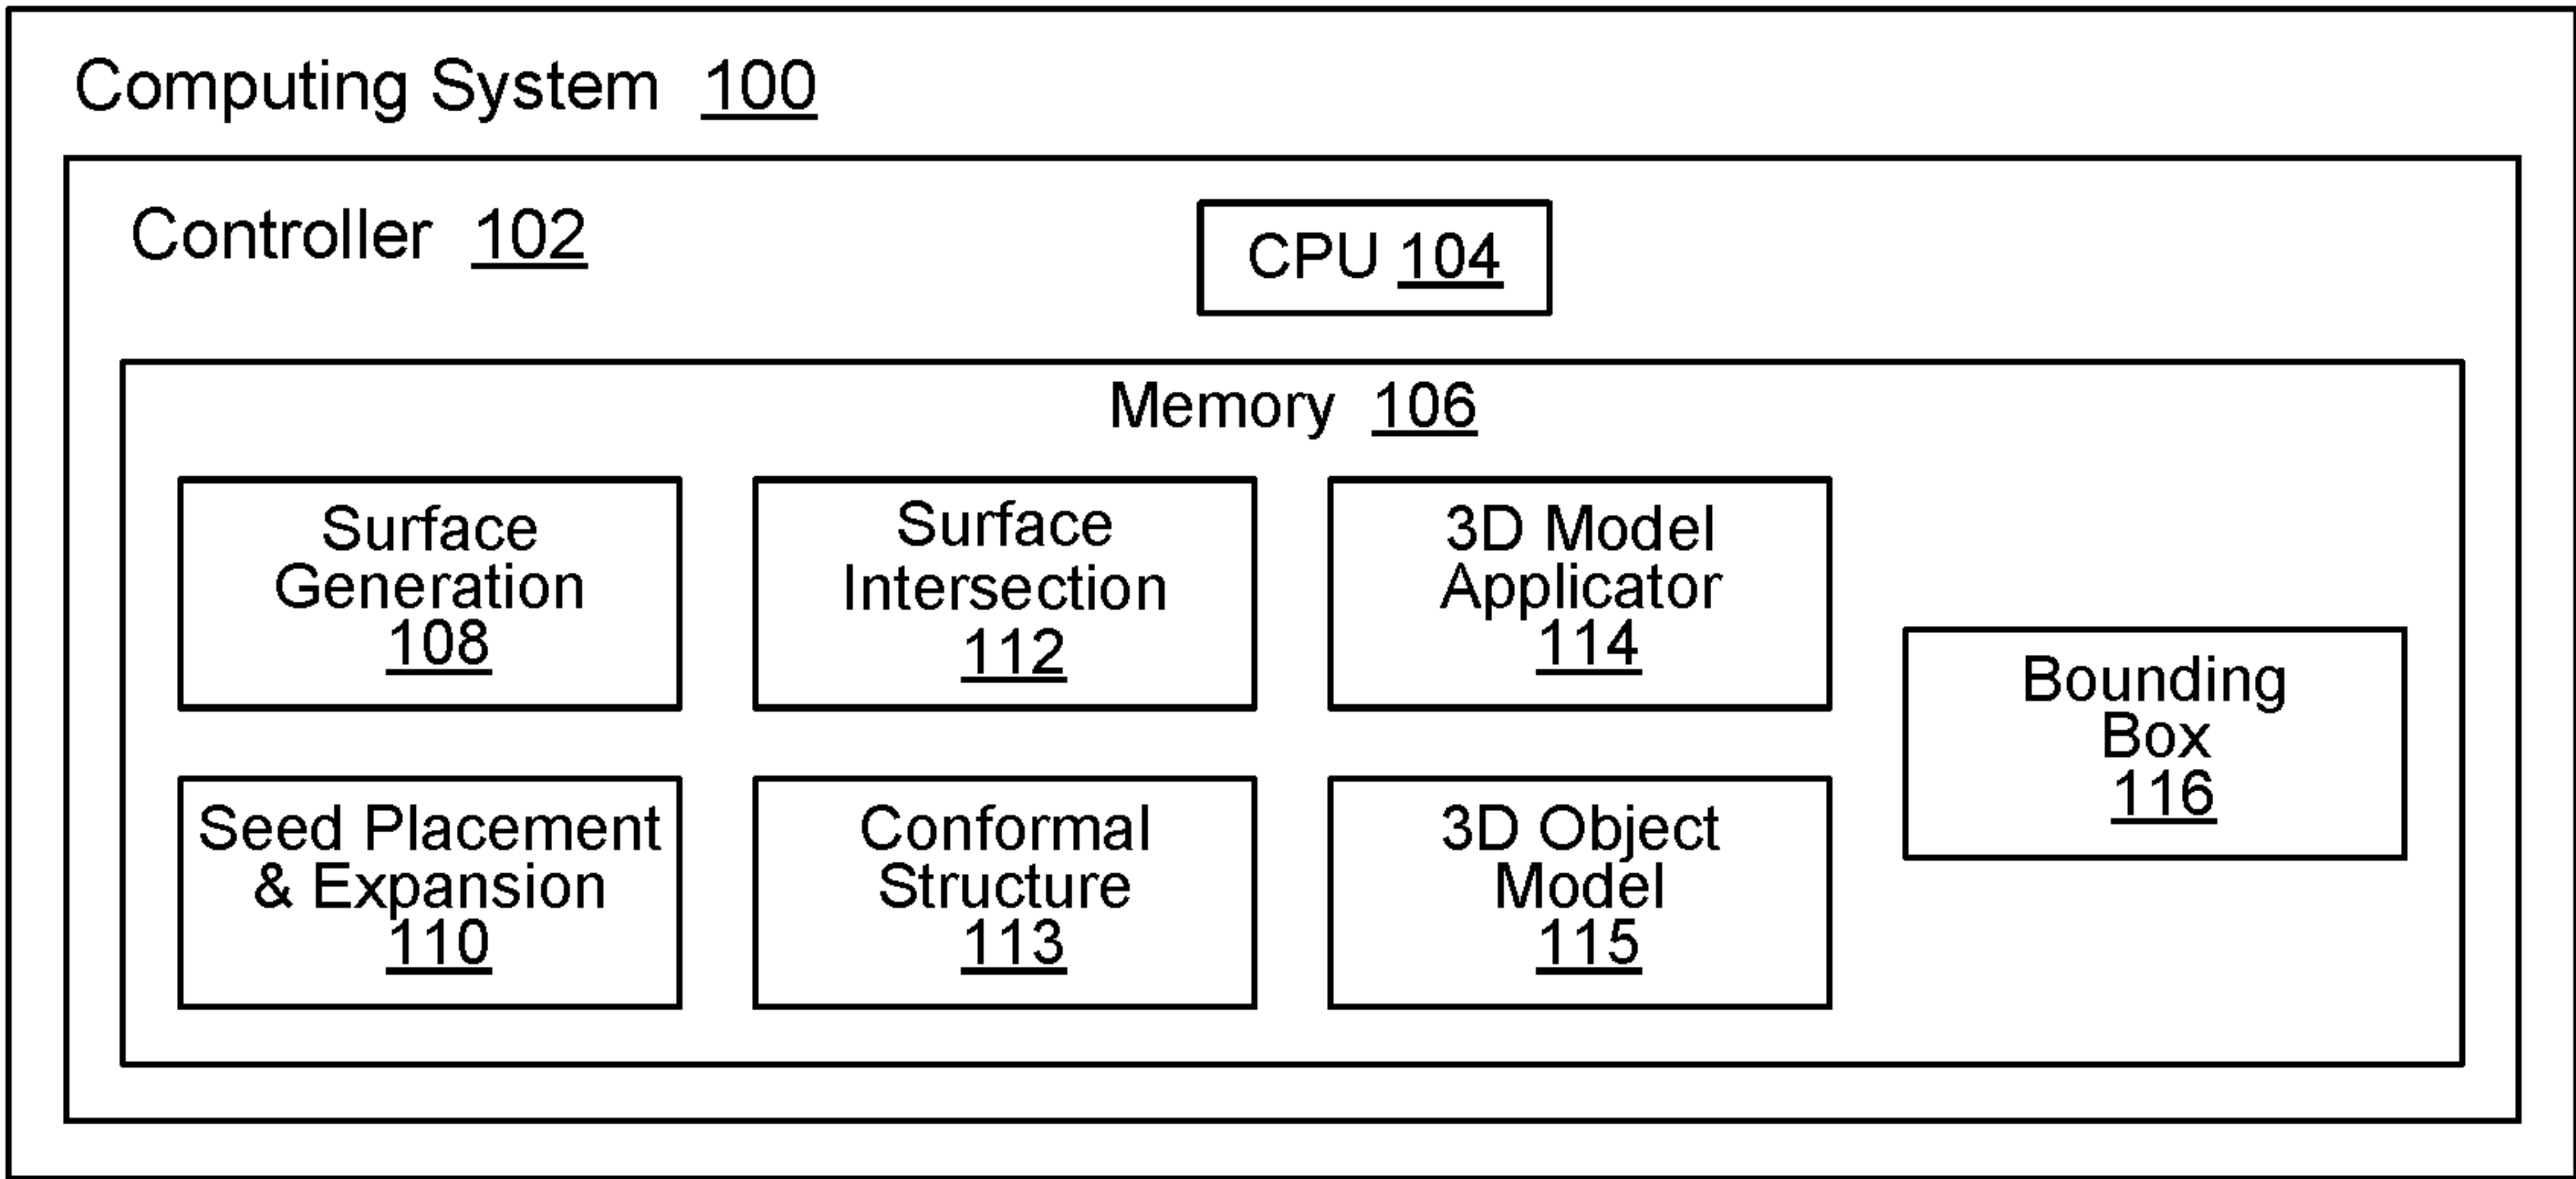 Computing System 100
Controller 102
CPU 104
Memory 106
Surface
Generation
108
Surface
Intersection
112
3D Model
Applicator
114
Bounding
Box
116
Seed Placement
& Expansion
110
Conformal
Structure
113
3D Object
Model
115